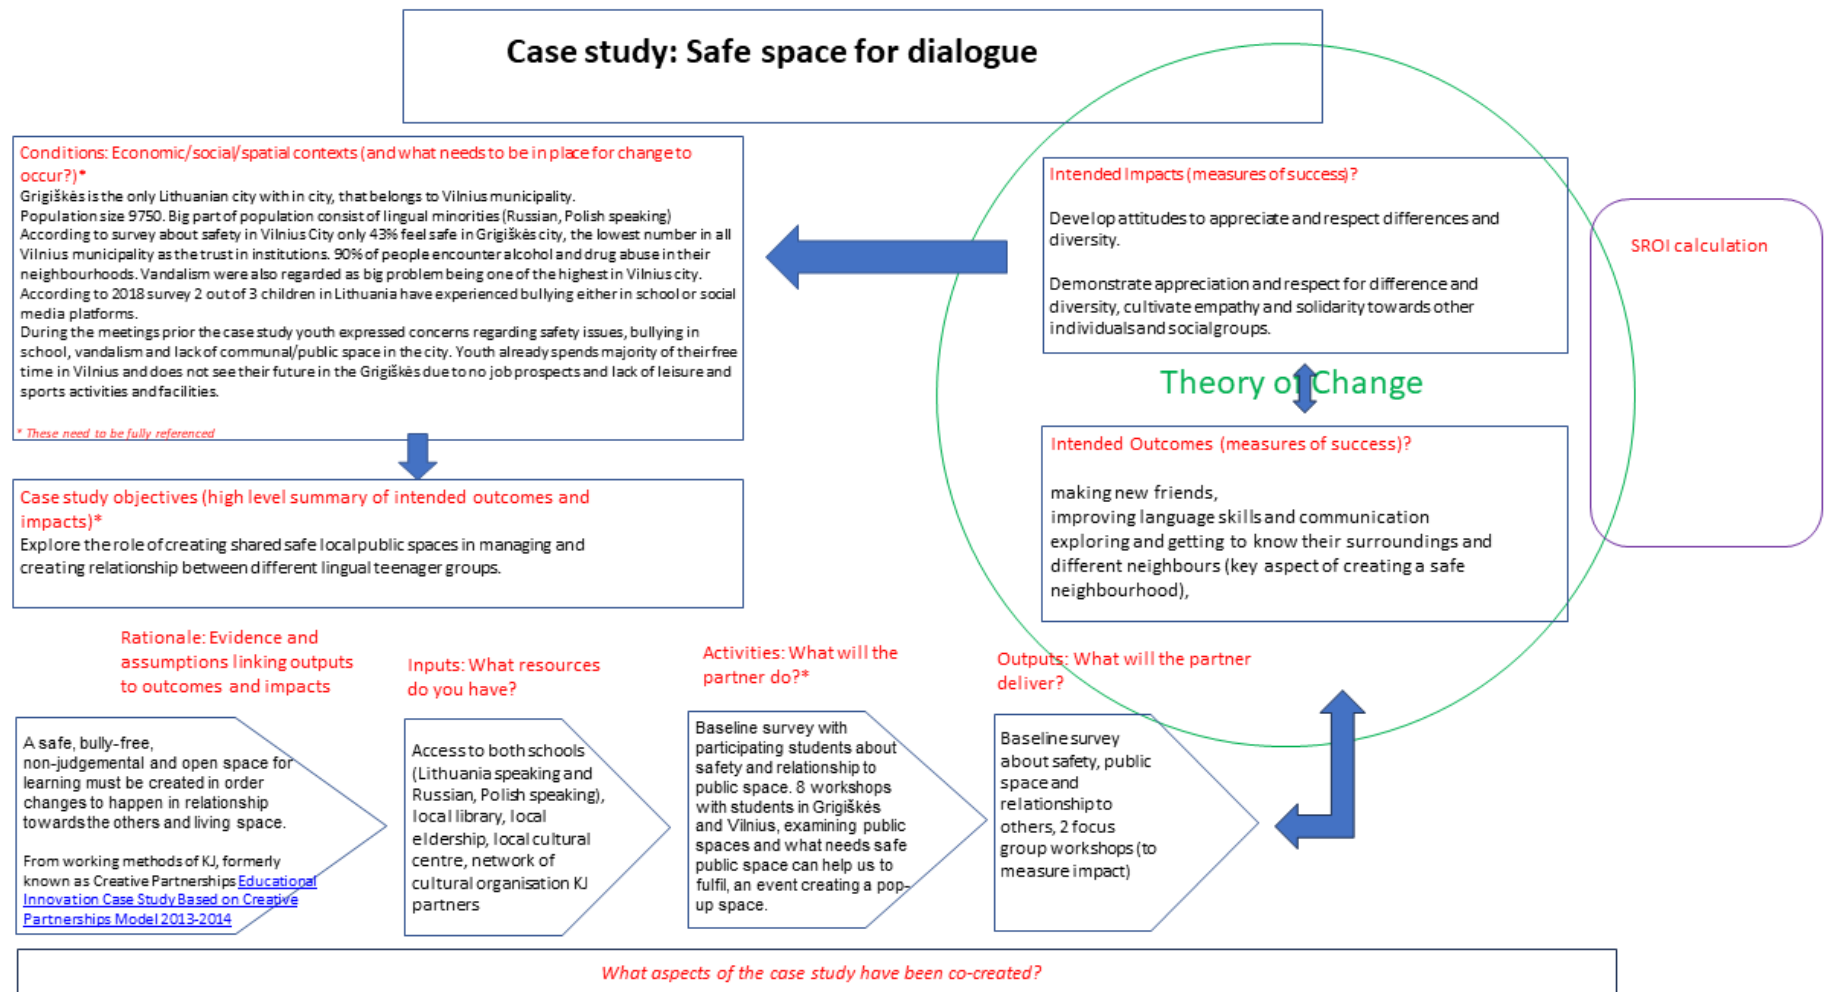 Case study: Safe space for dialogue
Conditions: Economic/social/spatial contexts (and what needs to be in place for change to
occur?)*
Grigiškės is the only Lithuanian city with in city, that belongs to Vilnius municipality.
Population size 9750. Big part of population consist of lingual minorities (Russian, Polish speaking)
According to survey about safety in Vilnius City only 43% feel safe in Grigiškės city, the lowest number in all
Vilnius municipality as the trust in institutions. 90% of people encounter alcohol and drug abuse in their
neighbourhoods. Vandalism were also regarded as big problem being one of the highest in Vilnius city.
According to 2018 survey 2 out of 3 children in Lithuania have experienced bullying either in school or social
media platforms.
During the meetings prior the case study youth expressed concerns regarding safety issues, bullying in
school, vandalism and lack of communal/public space in the city. Youth already spends majority of their free
time in Vilnius and does not see their future in the Grigiškės due to no job prospects and lack of leisure and
sports activities and facilities.
* These need to be fully referenced
Case study objectives (high level summary of intended outcomes and
impacts)*
Explore the role of creating shared safe local public spaces in managing and
creating relationship between different lingual teenager groups.
Intended Impacts (measures of success)?
Develop attitudes to appreciate and respect differences and
diversity.
Demonstrate appreciation and respect for difference and
diversity, cultivate empathy and solidarity towards other
individuals and social groups.
Theory of Change
Intended Outcomes (measures of success)?
making new friends,
improving language skills and communication
exploring and getting to know their surroundings and
different neighbours (key aspect of creating a safe
neighbourhood),
SROI calculation
Rationale: Evidence and
assumptions linking outputs
to outcomes and impacts
A safe, bully-free,
non-judgemental and open space for
learning must be created in order
changes to happen in relationship
towards the others and living space.
From working methods of KJ, formerly
known as Creative Partnerships Educational
Innovation Case Study Based on Creative
Partnerships Model 2013-2014
Inputs: What resources
do you have?
Access to both schools
(Lithuania speaking and
Russian, Polish speaking),
local library, local
eldership, local cultural
centre, network of
cultural organisation KJ
partners
Activities: What will the
partner do?*
Baseline survey with
participating students about
safety and relationship to
public space. 8 workshops
with students in Grigiškės
and Vilnius, examining public
spaces and what needs safe
public space can help us to
fulfil, an event creating a pop-
up space.
Outputs: What will the partner
deliver?
Baseline survey
about safety, public
space and
relationship to
others, 2 focus
group workshops (to
measure impact)
What aspects of the case study have been co-created?